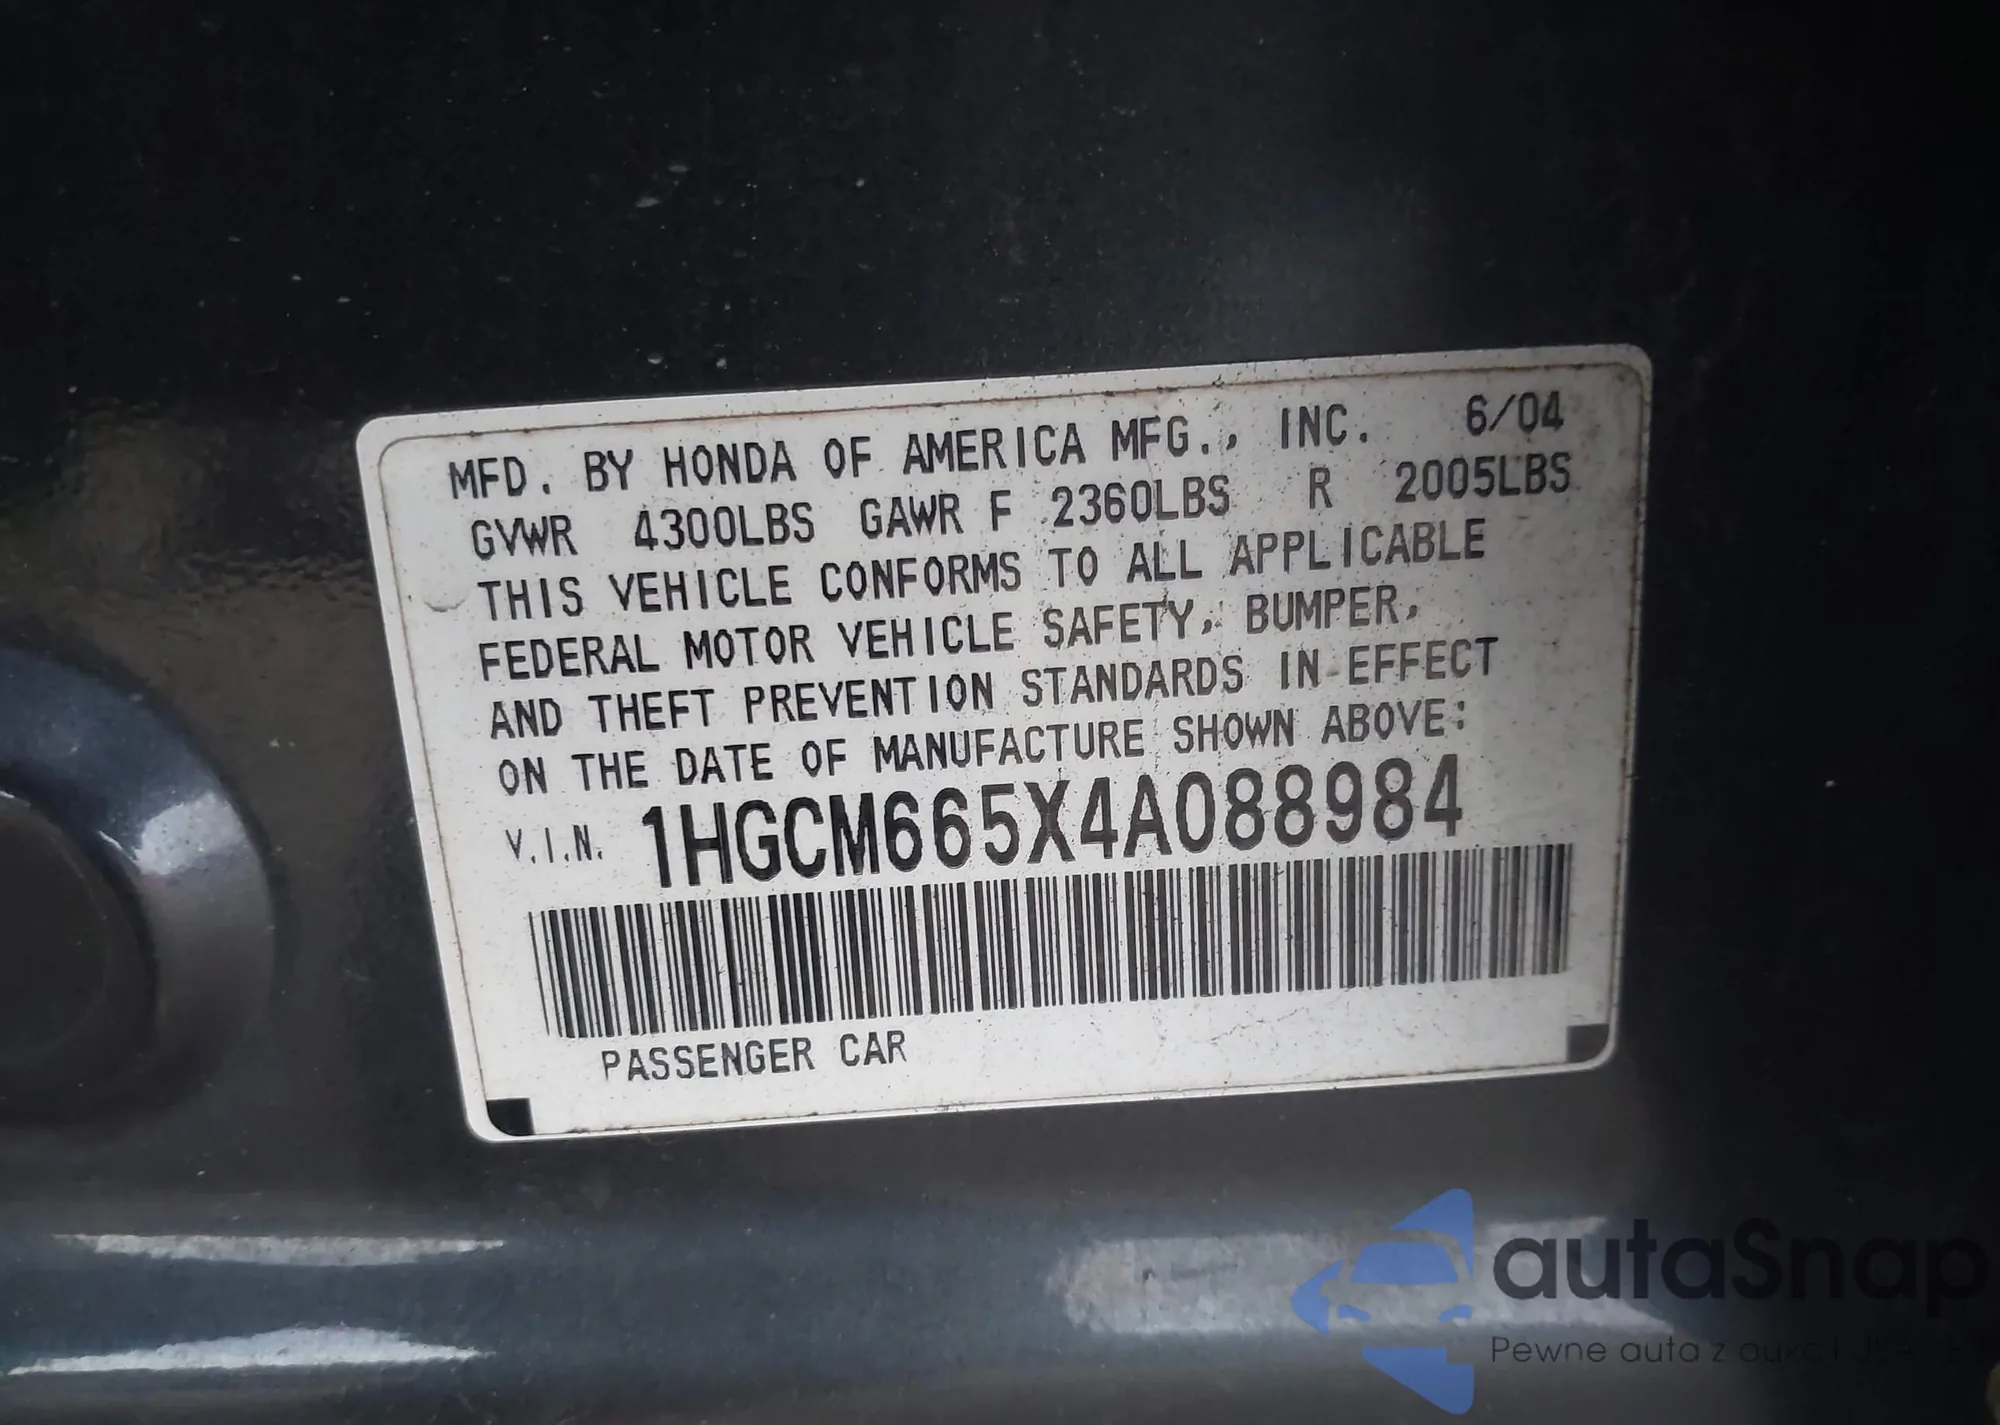 MFD. BY HONDA OF AMERICA MFG., INC. 6/04
GVWR 4300LBS GAWR F 2360LBS R 2005LBS
THIS VEHICLE CONFORMS TO ALL APPLICABLE
FEDERAL MOTOR VEHICLE SAFETY, BUMPER,
AND THEFT PREVENTION STANDARDS IN EFFECT
ON THE DATE OF MANUFACTURE SHOWN ABOVE:
V.I.N. 1HGCM665X4A088984
PASSENGER CAR
autaSnap
Pewne auta z